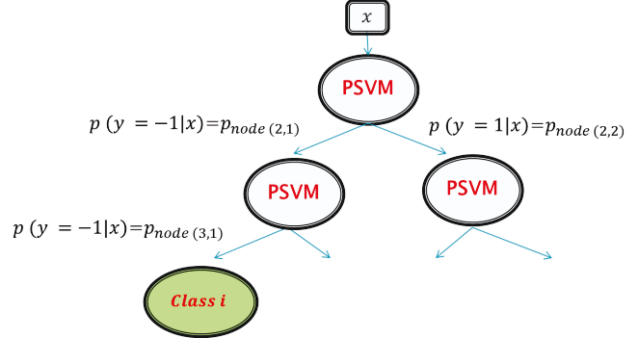 x
PSVM
p (y = −1|x)=p_node (2,1)
p (y = 1|x)=p_node (2,2)
PSVM
PSVM
p (y = −1|x)=p_node (3,1)
Class i